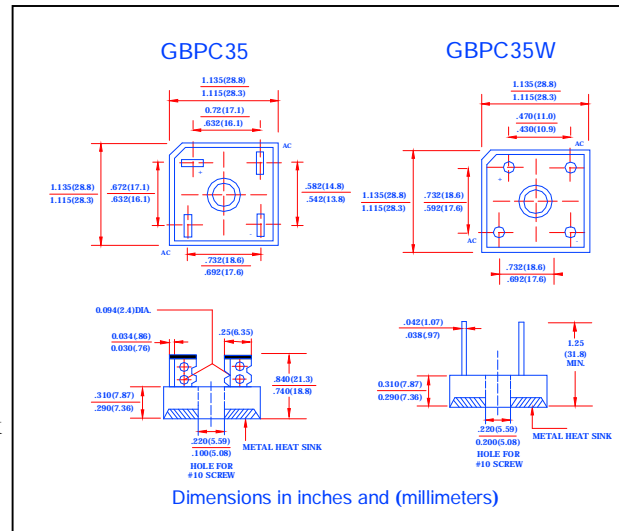 GBPC35
GBPC35W
1.135(28.8)
1.115(28.3)
0.72(17.1)
.632(16.1)
AC
1.135(28.8)
1.115(28.3)
.672(17.1)
.632(16.1)
+
.582(14.8)
.542(13.8)
AC
-
.732(18.6)
.692(17.6)
1.135(28.8)
1.115(28.3)
.470(11.0)
.430(10.9)
AC
1.135(28.8)
1.115(28.3)
.732(18.6)
.592(17.6)
+
AC
-
.732(18.6)
.692(17.6)
0.094(2.4)DIA.
0.034(.86)
0.030(.76)
.25(6.35)
.310(7.87)
.290(7.36)
.840(21.3)
.740(18.8)
.220(5.59)
.100(5.08)
METAL HEAT SINK
HOLE FOR
#10 SCREW
.042(1.07)
.038(.97)
1.25
(31.8)
MIN.
0.310(7.87)
0.290(7.36)
.220(5.59)
0.200(5.08)
METAL HEAT SINK
HOLE FOR
#10 SCREW
Dimensions in inches and (millimeters)